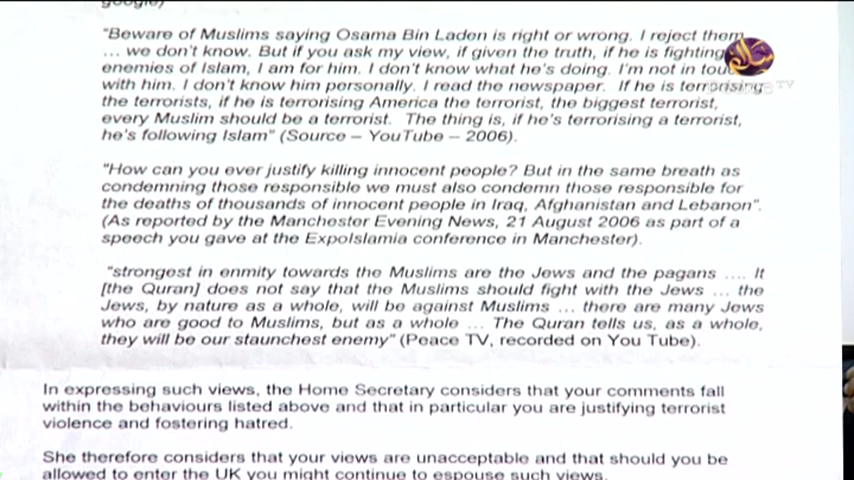 google)
"Beware of Muslims saying Osama Bin Laden is right or wrong. I reject them
... we don't know. But if you ask my view, if given the truth, if he is fighting
enemies of Islam, I am for him. I don't know what he's doing. I'm not in
with him. I don't know him personally. I read the newspaper. If he is terrorising
the terrorists, if he is terrorising America the terrorist, the biggest terrorist,
every Muslim should be a terrorist. The thing is, if he's terrorising a terrorist,
he's following Islam" (Source – YouTube – 2006).
"How can you ever justify killing innocent people? But in the same breath as
condemning those responsible we must also condemn those responsible for
the deaths of thousands of innocent people in Iraq, Afghanistan and Lebanon".
(As reported by the Manchester Evening News, 21 August 2006 as part of a
speech you gave at the ExpoIslamia conference in Manchester).
"strongest in enmity towards the Muslims are the Jews and the pagans .... It
[the Quran] does not say that the Muslims should fight with the Jews ... the
Jews, by nature as a whole, will be against Muslims ... there are many Jews
who are good to Muslims, but as a whole ... The Quran tells us, as a whole,
they will be our staunchest enemy" (Peace TV, recorded on You Tube).
In expressing such views, the Home Secretary considers that your comments fall
within the behaviours listed above and that in particular you are justifying terrorist
violence and fostering hatred.
She therefore considers that your views are unacceptable and that should you be
allowed to enter the UK you might continue to espouse such views.